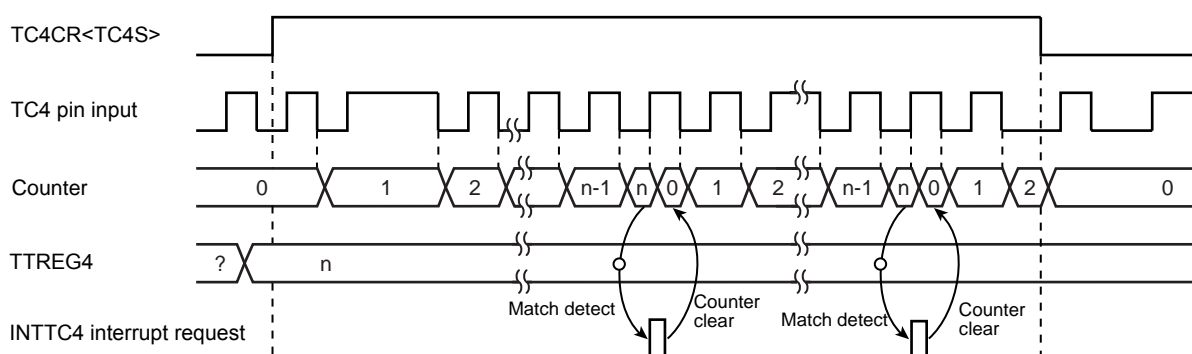 TC4CR<TC4S>
TC4 pin input
Counter
0 1 2 n-1 n 0 1 2 n-1 n 0 1 2 0
TTREG4
? n
Match detect Counter clear Match detect Counter clear
INTTC4 interrupt request